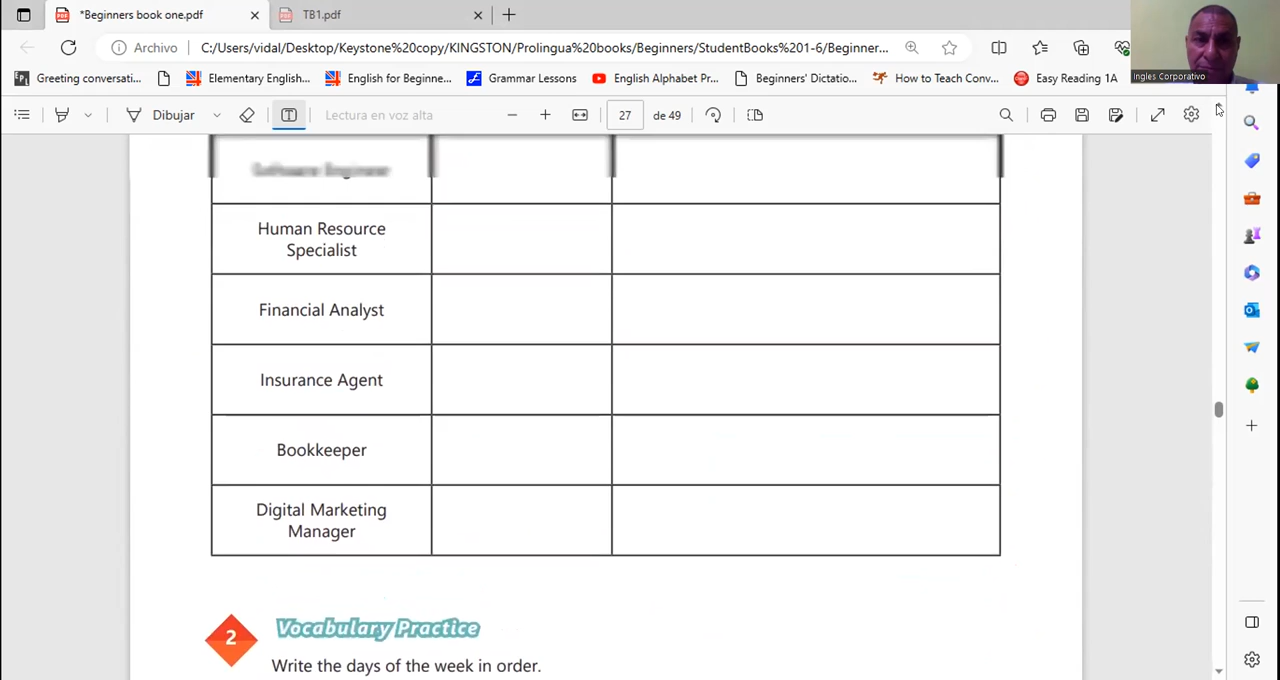 *Beginners book one.pdf
TB1.pdf
Archivo
C:/Users/vidal/Desktop/Keystone%20copy/KINGSTON/Prolingua%20books/Beginners/StudentBooks%201-6/Beginner...
Greeting conversati...
Elementary English...
English for Beginne...
Grammar Lessons
English Alphabet Pr...
Beginners' Dictatio...
How to Teach Conv...
Easy Reading 1A
Ingles Corporativo
Dibujar
Lectura en voz alta
27
de 49
Software Engineer
Human Resource
Specialist
Financial Analyst
Insurance Agent
Bookkeeper
Digital Marketing
Manager
2
Vocabulary Practice
Write the days of the week in order.